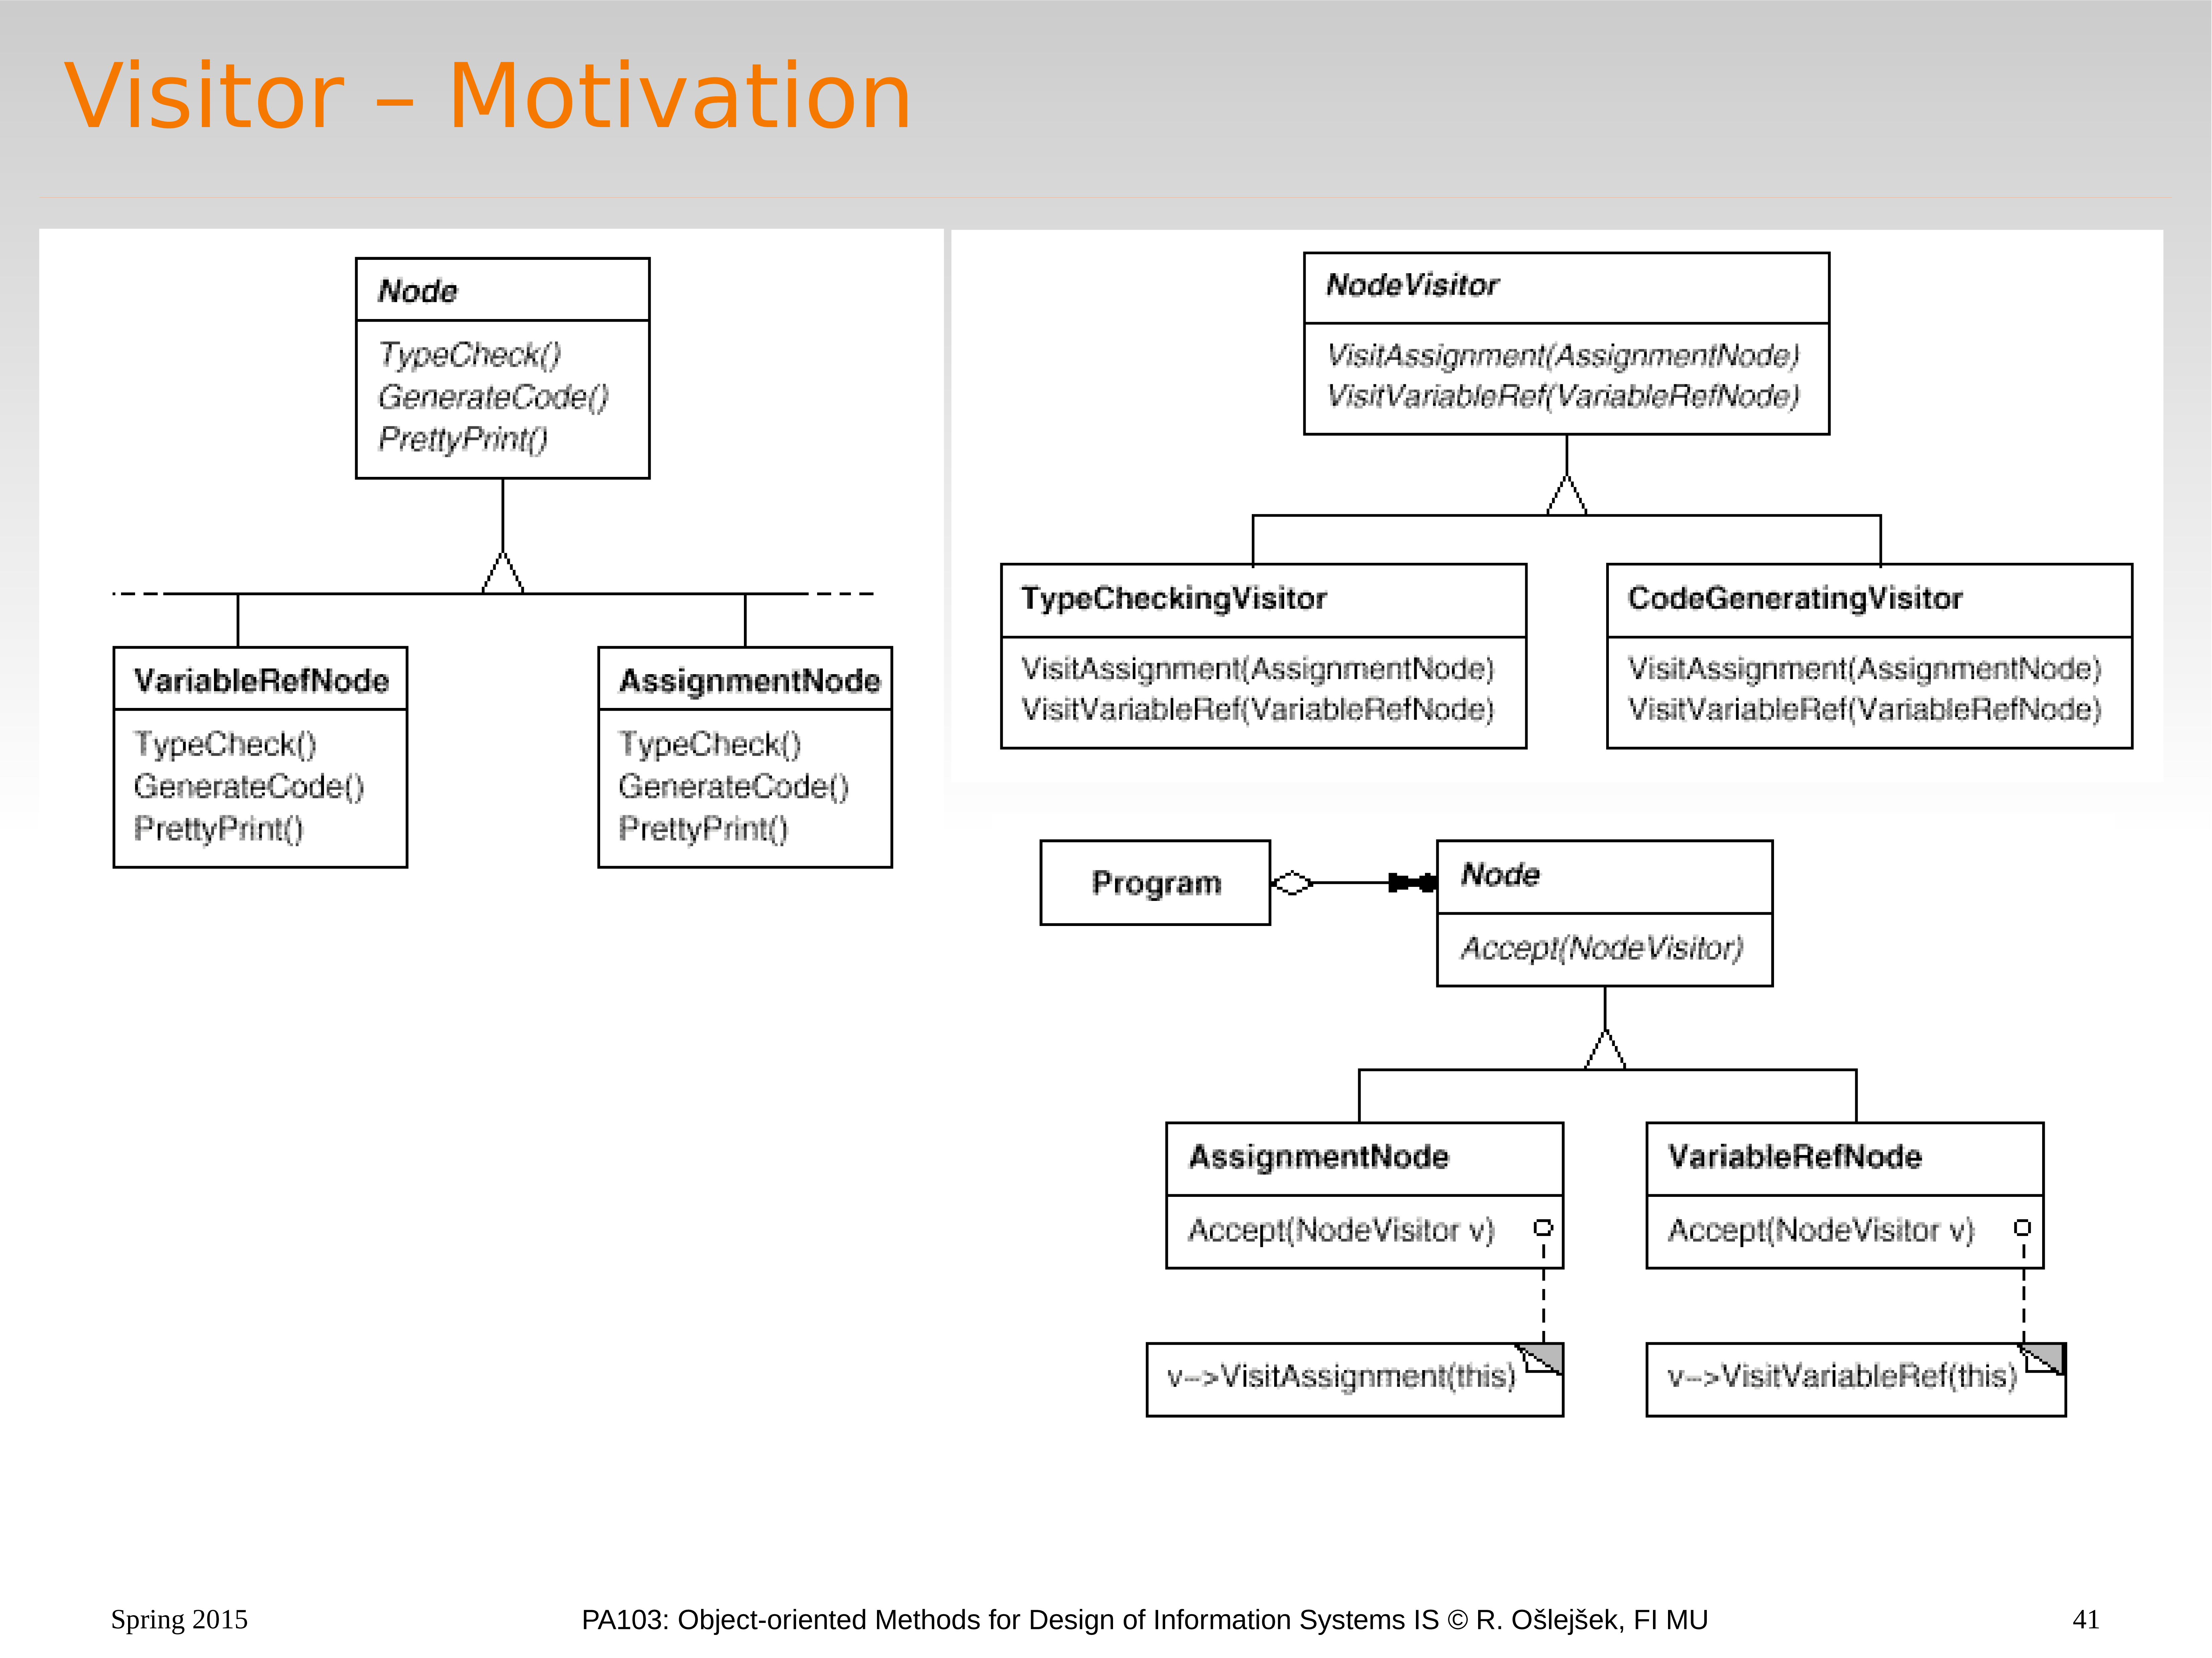 Visitor – Motivation
Node
TypeCheck()
GenerateCode()
PrettyPrint()
VariableRefNode
TypeCheck()
GenerateCode()
PrettyPrint()
AssignmentNode
TypeCheck()
GenerateCode()
PrettyPrint()
NodeVisitor
VisitAssignment(AssignmentNode)
VisitVariableRef(VariableRefNode)
TypeCheckingVisitor
VisitAssignment(AssignmentNode)
VisitVariableRef(VariableRefNode)
CodeGeneratingVisitor
VisitAssignment(AssignmentNode)
VisitVariableRef(VariableRefNode)
Program
Node
Accept(NodeVisitor)
AssignmentNode
Accept(NodeVisitor v)
VariableRefNode
Accept(NodeVisitor v)
v–>VisitAssignment(this)
v–>VisitVariableRef(this)
Spring 2015
PA103: Object-oriented Methods for Design of Information Systems IS © R. Ošlejšek, FI MU
41